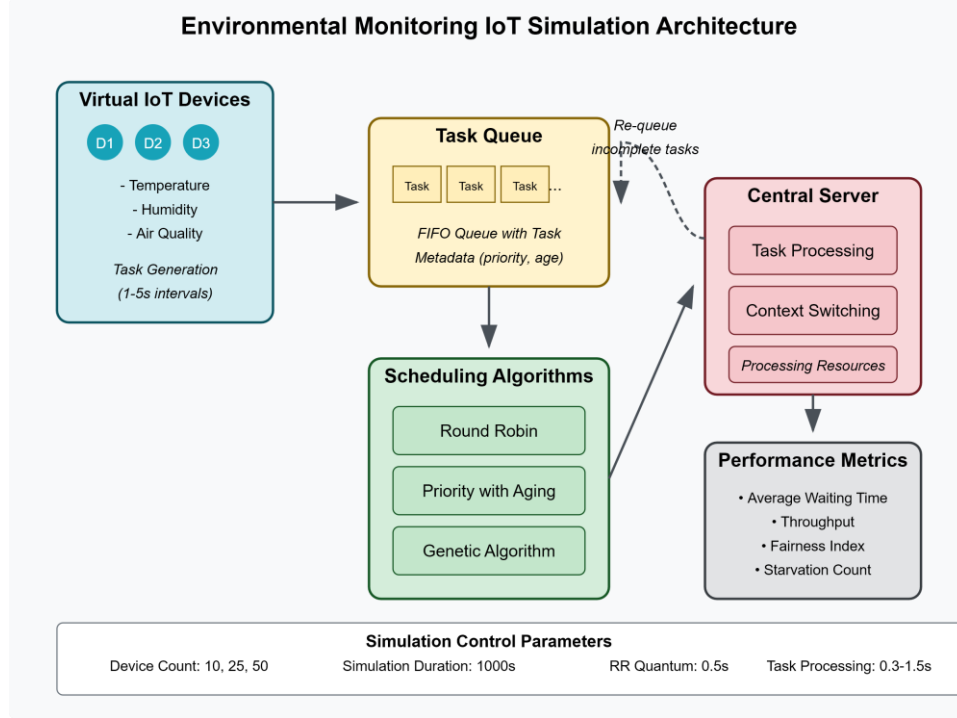 Environmental Monitoring IoT Simulation Architecture
Virtual IoT Devices
D1 D2 D3
- Temperature
- Humidity
- Air Quality
Task Generation
(1-5s intervals)
Task Queue
Task Task Task ...
FIFO Queue with Task
Metadata (priority, age)
Re-queue
incomplete tasks
Central Server
Task Processing
Context Switching
Processing Resources
Scheduling Algorithms
Round Robin
Priority with Aging
Genetic Algorithm
Performance Metrics
• Average Waiting Time
• Throughput
• Fairness Index
• Starvation Count
Simulation Control Parameters
Device Count: 10, 25, 50 Simulation Duration: 1000s RR Quantum: 0.5s Task Processing: 0.3-1.5s